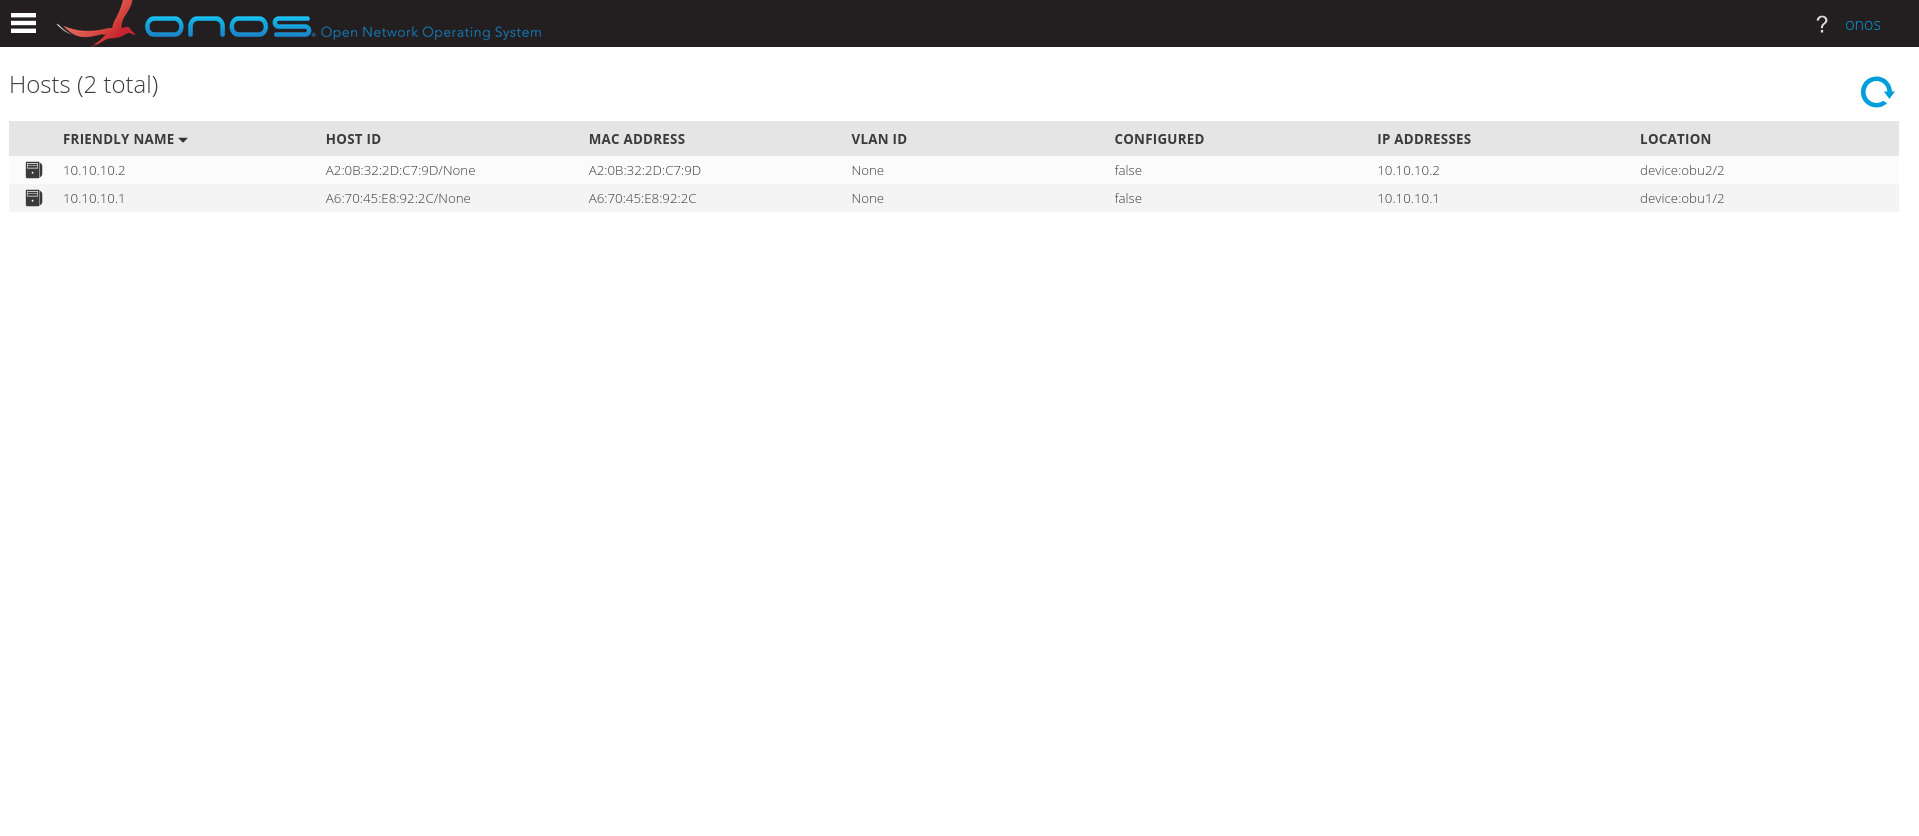 onos Open Network Operating System ? onos
Hosts (2 total)
FRIENDLY NAME HOST ID MAC ADDRESS VLAN ID CONFIGURED IP ADDRESSES LOCATION
10.10.10.2 A2:0B:32:2D:C7:9D/None A2:0B:32:2D:C7:9D None false 10.10.10.2 device:obu2/2
10.10.10.1 A6:70:45:E8:92:2C/None A6:70:45:E8:92:2C None false 10.10.10.1 device:obu1/2